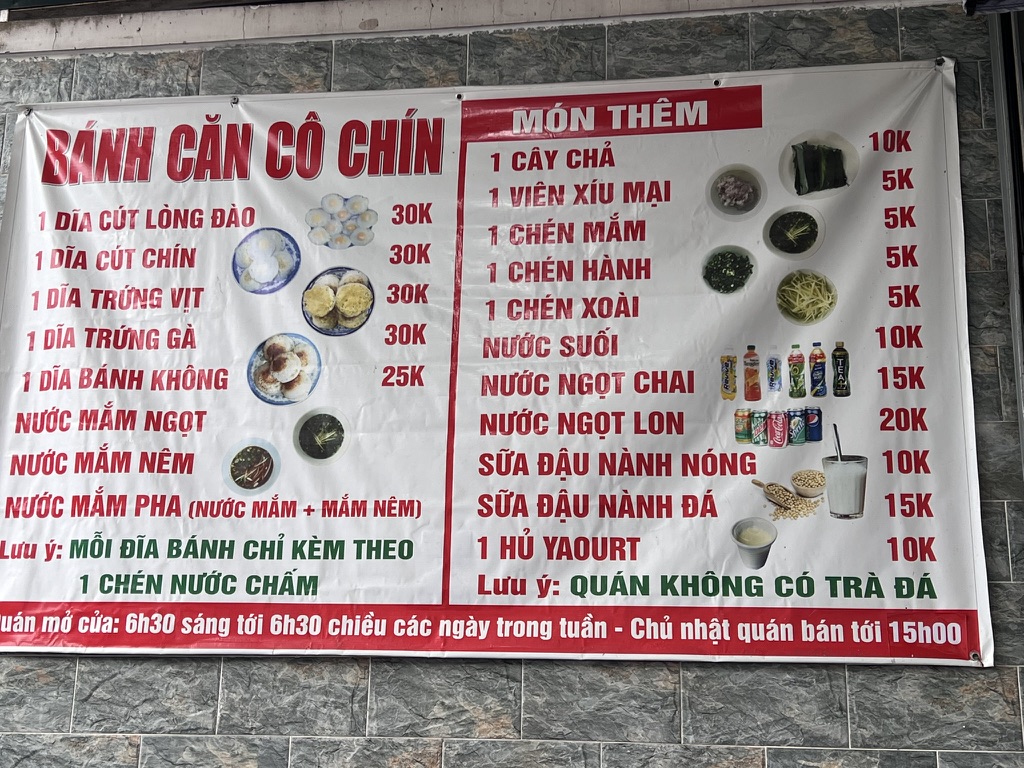 BÁNH CĂN CÔ CHÍN
1 DĨA CÚT LÒNG ĐÀO 30K
1 DĨA CÚT CHÍN 30K
1 DĨA TRỨNG VỊT 30K
1 DĨA TRỨNG GÀ 30K
1 DĨA BÁNH KHÔNG 25K
NƯỚC MẮM NGỌT
NƯỚC MẮM NÊM
NƯỚC MẮM PHA (NƯỚC MẮM + MẮM NÊM)
Lưu ý: MỖI ĐĨA BÁNH CHỈ KÈM THEO
1 CHÉN NƯỚC CHẤM
MÓN THÊM
1 CÂY CHẢ 10K
1 VIÊN XÍU MẠI 5K
1 CHÉN MẮM 5K
1 CHÉN HÀNH 5K
1 CHÉN XOÀI 5K
NƯỚC SUỐI 10K
NƯỚC NGỌT CHAI 15K
NƯỚC NGỌT LON 20K
SỮA ĐẬU NÀNH NÓNG 10K
SỮA ĐẬU NÀNH ĐÁ 15K
1 HỦ YAOURT 10K
Lưu ý: QUÁN KHÔNG CÓ TRÀ ĐÁ
uán mở cửa: 6h30 sáng tới 6h30 chiều các ngày trong tuần - Chủ nhật quán bán tới 15h00